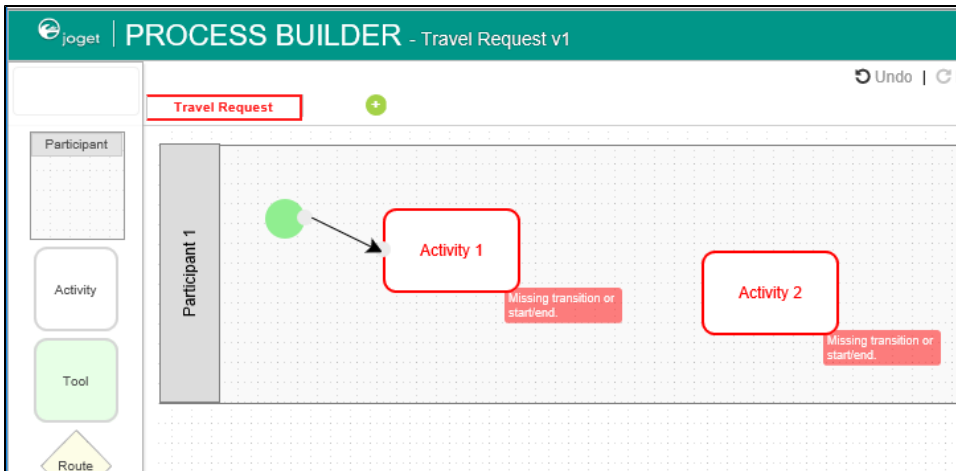 joget | PROCESS BUILDER - Travel Request v1
Undo |
Travel Request
Participant
Activity
Tool
Route
Participant 1
Activity 1
Missing transition or
start/end.
Activity 2
Missing transition or
start/end.